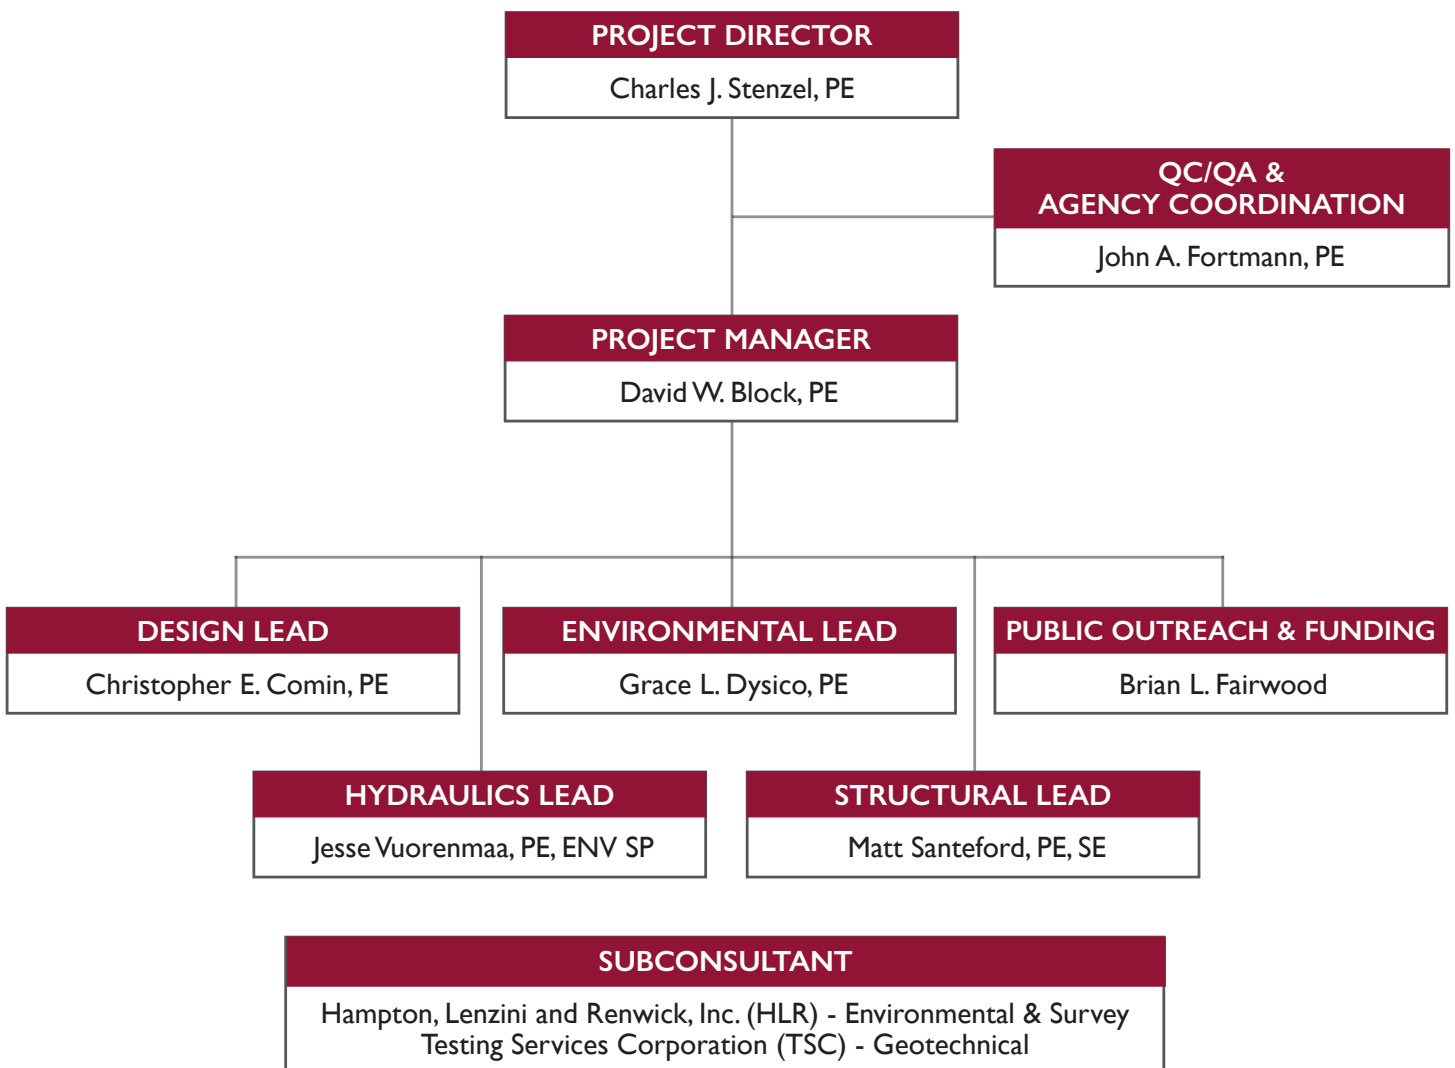 PROJECT DIRECTOR
Charles J. Stenzel, PE
QC/QA &
AGENCY COORDINATION
John A. Fortmann, PE
PROJECT MANAGER
David W. Block, PE
DESIGN LEAD
Christopher E. Comin, PE
ENVIRONMENTAL LEAD
Grace L. Dysico, PE
PUBLIC OUTREACH & FUNDING
Brian L. Fairwood
HYDRAULICS LEAD
Jesse Vuorenmaa, PE, ENV SP
STRUCTURAL LEAD
Matt Santeford, PE, SE
SUBCONSULTANT
Hampton, Lenzini and Renwick, Inc. (HLR) - Environmental & Survey
Testing Services Corporation (TSC) - Geotechnical